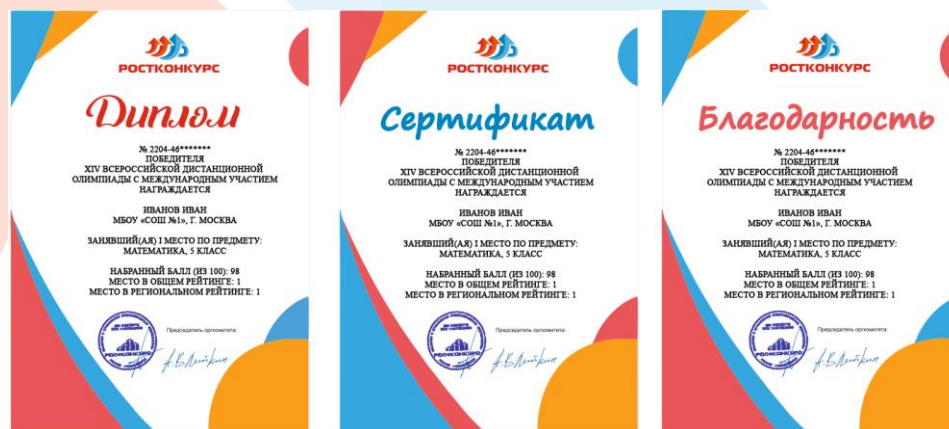 РОСТКОНКУРС
Диплом
№ 2204-46*******
ПОБЕДИТЕЛЯ
XIV ВСЕРОССИЙСКОЙ ДИСТАНЦИОННОЙ
ОЛИМПИАДЫ С МЕЖДУНАРОДНЫМ УЧАСТИЕМ
НАГРАЖДАЕТСЯ
ИВАНОВ ИВАН
МБОУ «СОШ №1», Г. МОСКВА
ЗАНЯВШИЙ(АЯ) I МЕСТО ПО ПРЕДМЕТУ:
МАТЕМАТИКА, 5 КЛАСС
НАБРАННЫЙ БАЛЛ (ИЗ 100): 98
МЕСТО В ОБЩЕМ РЕЙТИНГЕ: 1
МЕСТО В РЕГИОНАЛЬНОМ РЕЙТИНГЕ: 1
Председатель оргкомитета:
РОСТКОНКУРС
РОСТКОНКУРС
Сертификат
№ 2204-46*******
ПОБЕДИТЕЛЯ
XIV ВСЕРОССИЙСКОЙ ДИСТАНЦИОННОЙ
ОЛИМПИАДЫ С МЕЖДУНАРОДНЫМ УЧАСТИЕМ
НАГРАЖДАЕТСЯ
ИВАНОВ ИВАН
МБОУ «СОШ №1», Г. МОСКВА
ЗАНЯВШИЙ(АЯ) I МЕСТО ПО ПРЕДМЕТУ:
МАТЕМАТИКА, 5 КЛАСС
НАБРАННЫЙ БАЛЛ (ИЗ 100): 98
МЕСТО В ОБЩЕМ РЕЙТИНГЕ: 1
МЕСТО В РЕГИОНАЛЬНОМ РЕЙТИНГЕ: 1
Председатель оргкомитета:
РОСТКОНКУРС
РОСТКОНКУРС
Благодарность
№ 2204-46*******
ПОБЕДИТЕЛЯ
XIV ВСЕРОССИЙСКОЙ ДИСТАНЦИОННОЙ
ОЛИМПИАДЫ С МЕЖДУНАРОДНЫМ УЧАСТИЕМ
НАГРАЖДАЕТСЯ
ИВАНОВ ИВАН
МБОУ «СОШ №1», Г. МОСКВА
ЗАНЯВШИЙ(АЯ) I МЕСТО ПО ПРЕДМЕТУ:
МАТЕМАТИКА, 5 КЛАСС
НАБРАННЫЙ БАЛЛ (ИЗ 100): 98
МЕСТО В ОБЩЕМ РЕЙТИНГЕ: 1
МЕСТО В РЕГИОНАЛЬНОМ РЕЙТИНГЕ: 1
Председатель оргкомитета:
РОСТКОНКУРС